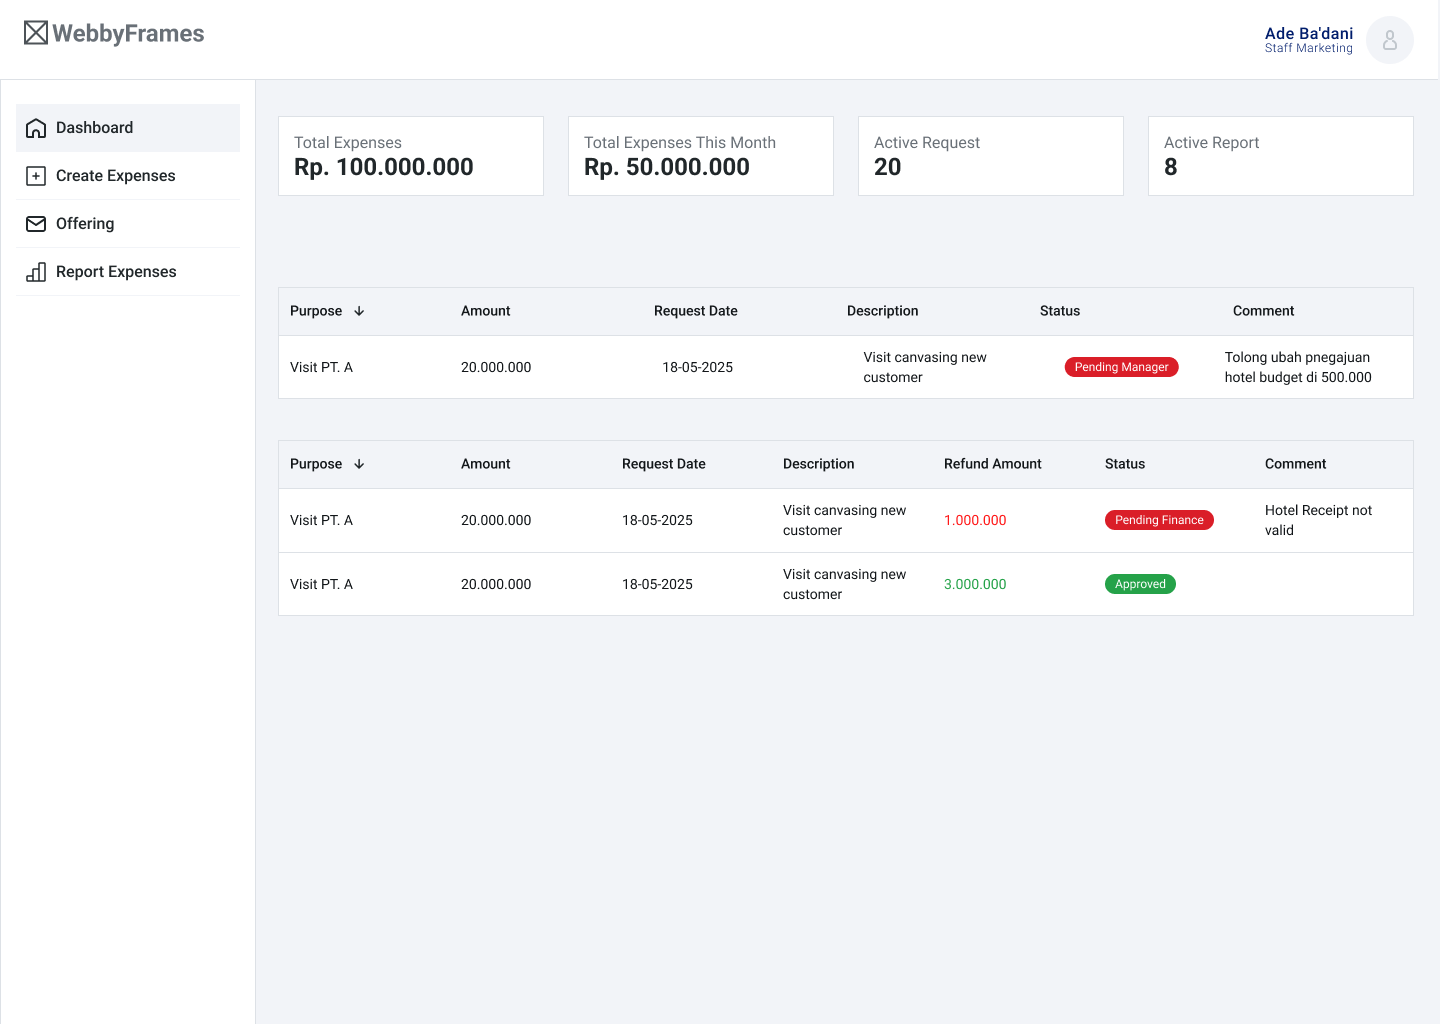 WebbyFrames
Ade Ba'dani
Staff Marketing
Dashboard
Create Expenses
Offering
Report Expenses
Total Expenses
Rp. 100.000.000
Total Expenses This Month
Rp. 50.000.000
Active Request
20
Active Report
8
Purpose Amount Request Date Description Status Comment
Visit PT. A 20.000.000 18-05-2025 Visit canvasing new customer Pending Manager Tolong ubah pnegajuan hotel budget di 500.000
Purpose Amount Request Date Description Refund Amount Status Comment
Visit PT. A 20.000.000 18-05-2025 Visit canvasing new customer 1.000.000 Pending Finance Hotel Receipt not valid
Visit PT. A 20.000.000 18-05-2025 Visit canvasing new customer 3.000.000 Approved